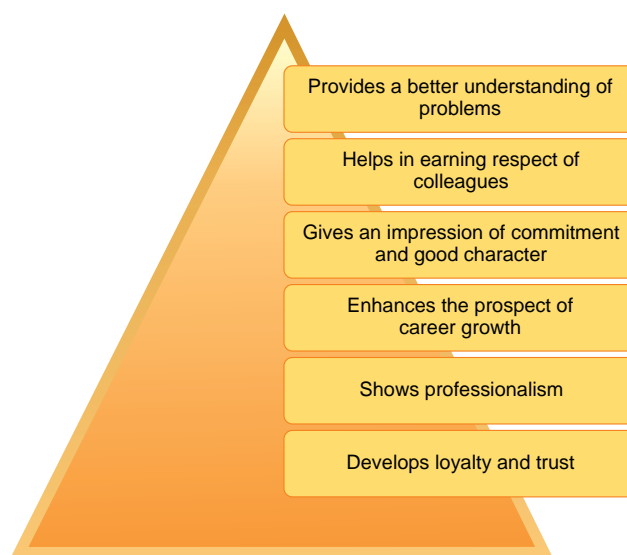 Provides a better understanding of
problems
Helps in earning respect of
colleagues
Gives an impression of commitment
and good character
Enhances the prospect of
career growth
Shows professionalism
Develops loyalty and trust